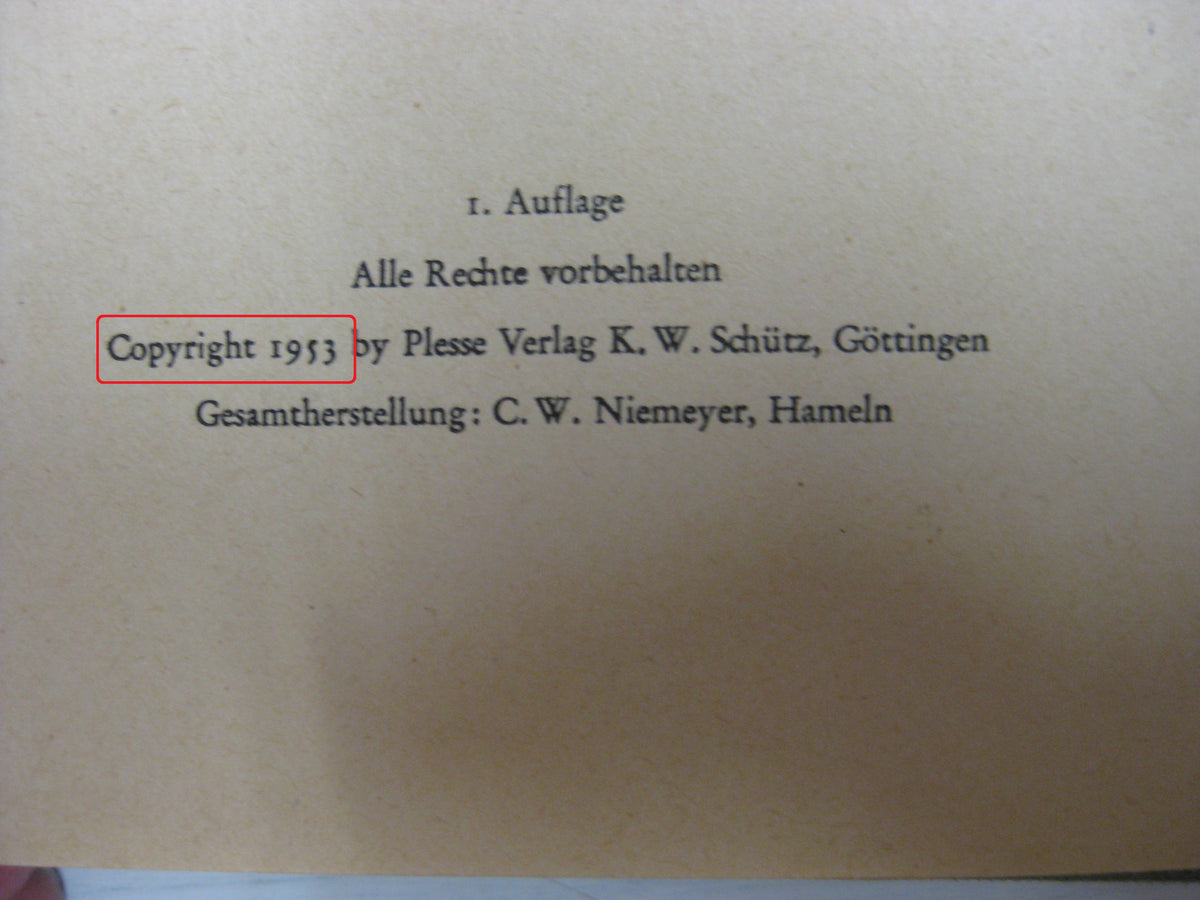 1. Auflage
Alle Rechte vorbehalten
Copyright 1953 by Plesse Verlag K. W. Schütz, Göttingen
Gesamtherstellung: C. W. Niemeyer, Hameln